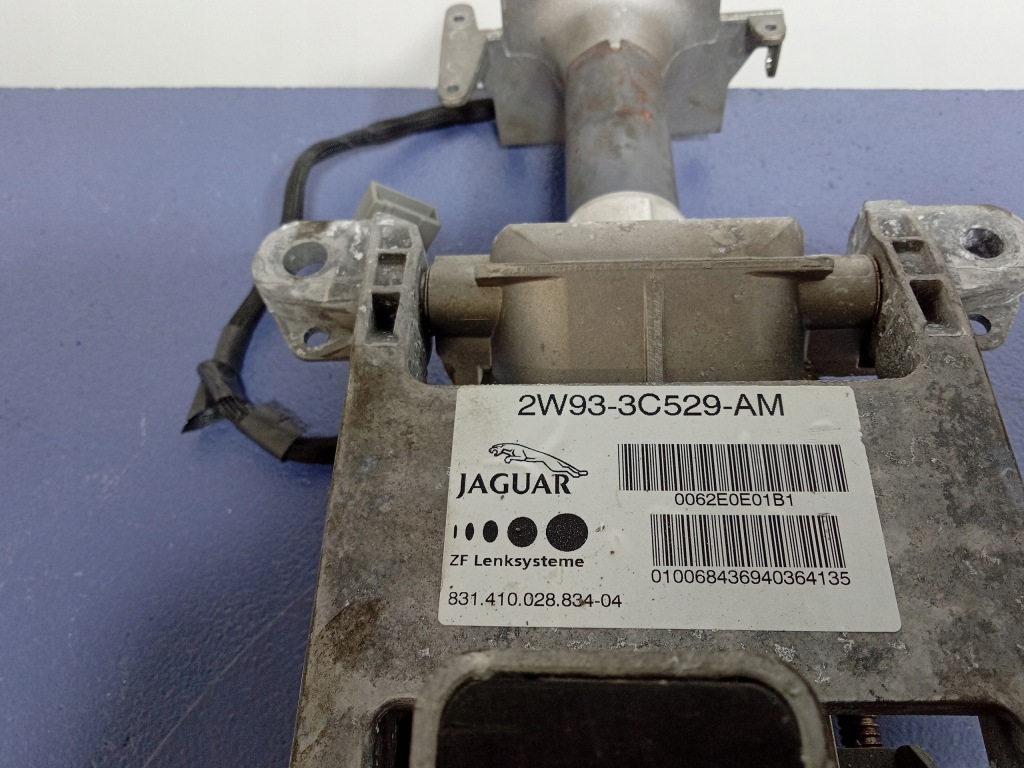 2W93-3C529-AM
JAGUAR
0062E0E01B1
ZF Lenksysteme
010068436940364135
831.410.028.834-04